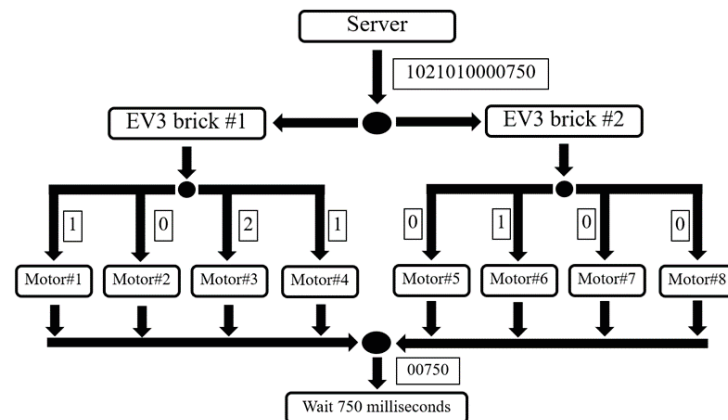 Server
1021010000750
EV3 brick #1
EV3 brick #2
1
0
2
1
0
1
0
0
Motor#1
Motor#2
Motor#3
Motor#4
Motor#5
Motor#6
Motor#7
Motor#8
00750
Wait 750 milliseconds